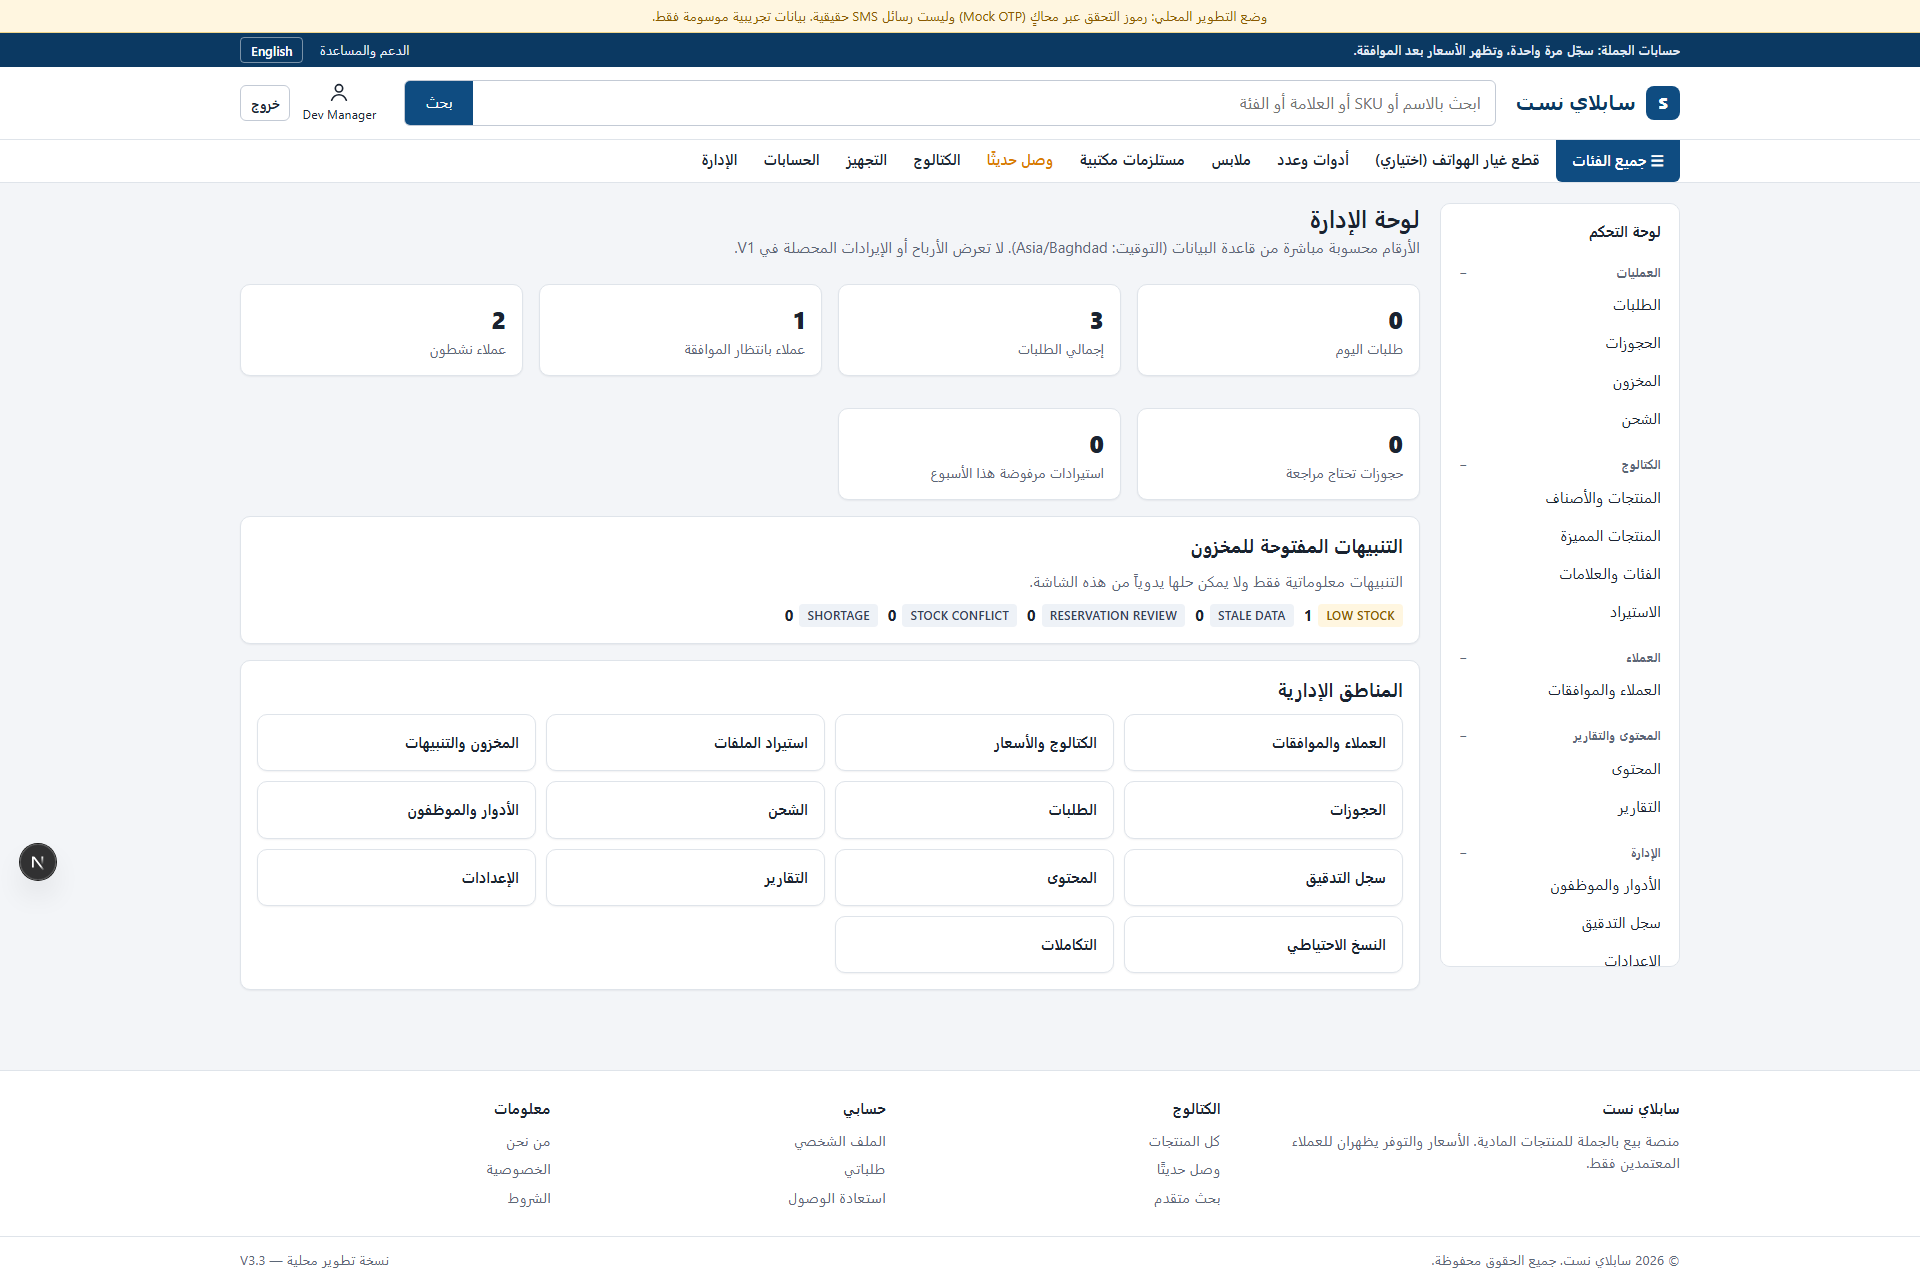 وضع التطوير المحلي: رموز التحقق عبر محاكٍ (Mock OTP) وليست رسائل SMS حقيقية. بيانات تجريبية موسومة فقط.
حسابات الجملة: سجّل مرة واحدة، وتظهر الأسعار بعد الموافقة.
الدعم والمساعدة
English
S
سابلاي نست
ابحث بالاسم أو SKU أو العلامة أو الفئة
بحث
Dev Manager
خروج
☰ جميع الفئات
قطع غيار الهواتف (اختياري)
أدوات وعدد
ملابس
مستلزمات مكتبية
وصل حديثًا
الكتالوج
التجهيز
الحسابات
الإدارة
لوحة التحكم
العمليات –
الطلبات
الحجوزات
المخزون
الشحن
الكتالوج –
المنتجات والأصناف
المنتجات المميزة
الفئات والعلامات
الاستيراد
العملاء –
العملاء والموافقات
المحتوى والتقارير –
المحتوى
التقارير
الإدارة –
الأدوار والموظفون
سجل التدقيق
الإعدادات
لوحة الإدارة
الأرقام محسوبة مباشرة من قاعدة البيانات (التوقيت: Asia/Baghdad). لا تعرض الأرباح أو الإيرادات المحصلة في V1.
0
طلبات اليوم
3
إجمالي الطلبات
1
عملاء بانتظار الموافقة
2
عملاء نشطون
0
حجوزات تحتاج مراجعة
0
استيرادات مرفوضة هذا الأسبوع
التنبيهات المفتوحة للمخزون
التنبيهات معلوماتية فقط ولا يمكن حلها يدوياً من هذه الشاشة.
LOW STOCK 1 STALE DATA 0 RESERVATION REVIEW 0 STOCK CONFLICT 0 SHORTAGE 0
المناطق الإدارية
العملاء والموافقات
الكتالوج والأسعار
استيراد الملفات
المخزون والتنبيهات
الحجوزات
الطلبات
الشحن
الأدوار والموظفون
سجل التدقيق
المحتوى
التقارير
الإعدادات
النسخ الاحتياطي
التكاملات
N
سابلاي نست
منصة بيع بالجملة للمنتجات المادية. الأسعار والتوفر يظهران للعملاء
المعتمدين فقط.
الكتالوج
كل المنتجات
وصل حديثًا
بحث متقدم
حسابي
الملف الشخصي
طلباتي
استعادة الوصول
معلومات
من نحن
الخصوصية
الشروط
© 2026 سابلاي نست. جميع الحقوق محفوظة.
نسخة تطوير محلية — V3.3